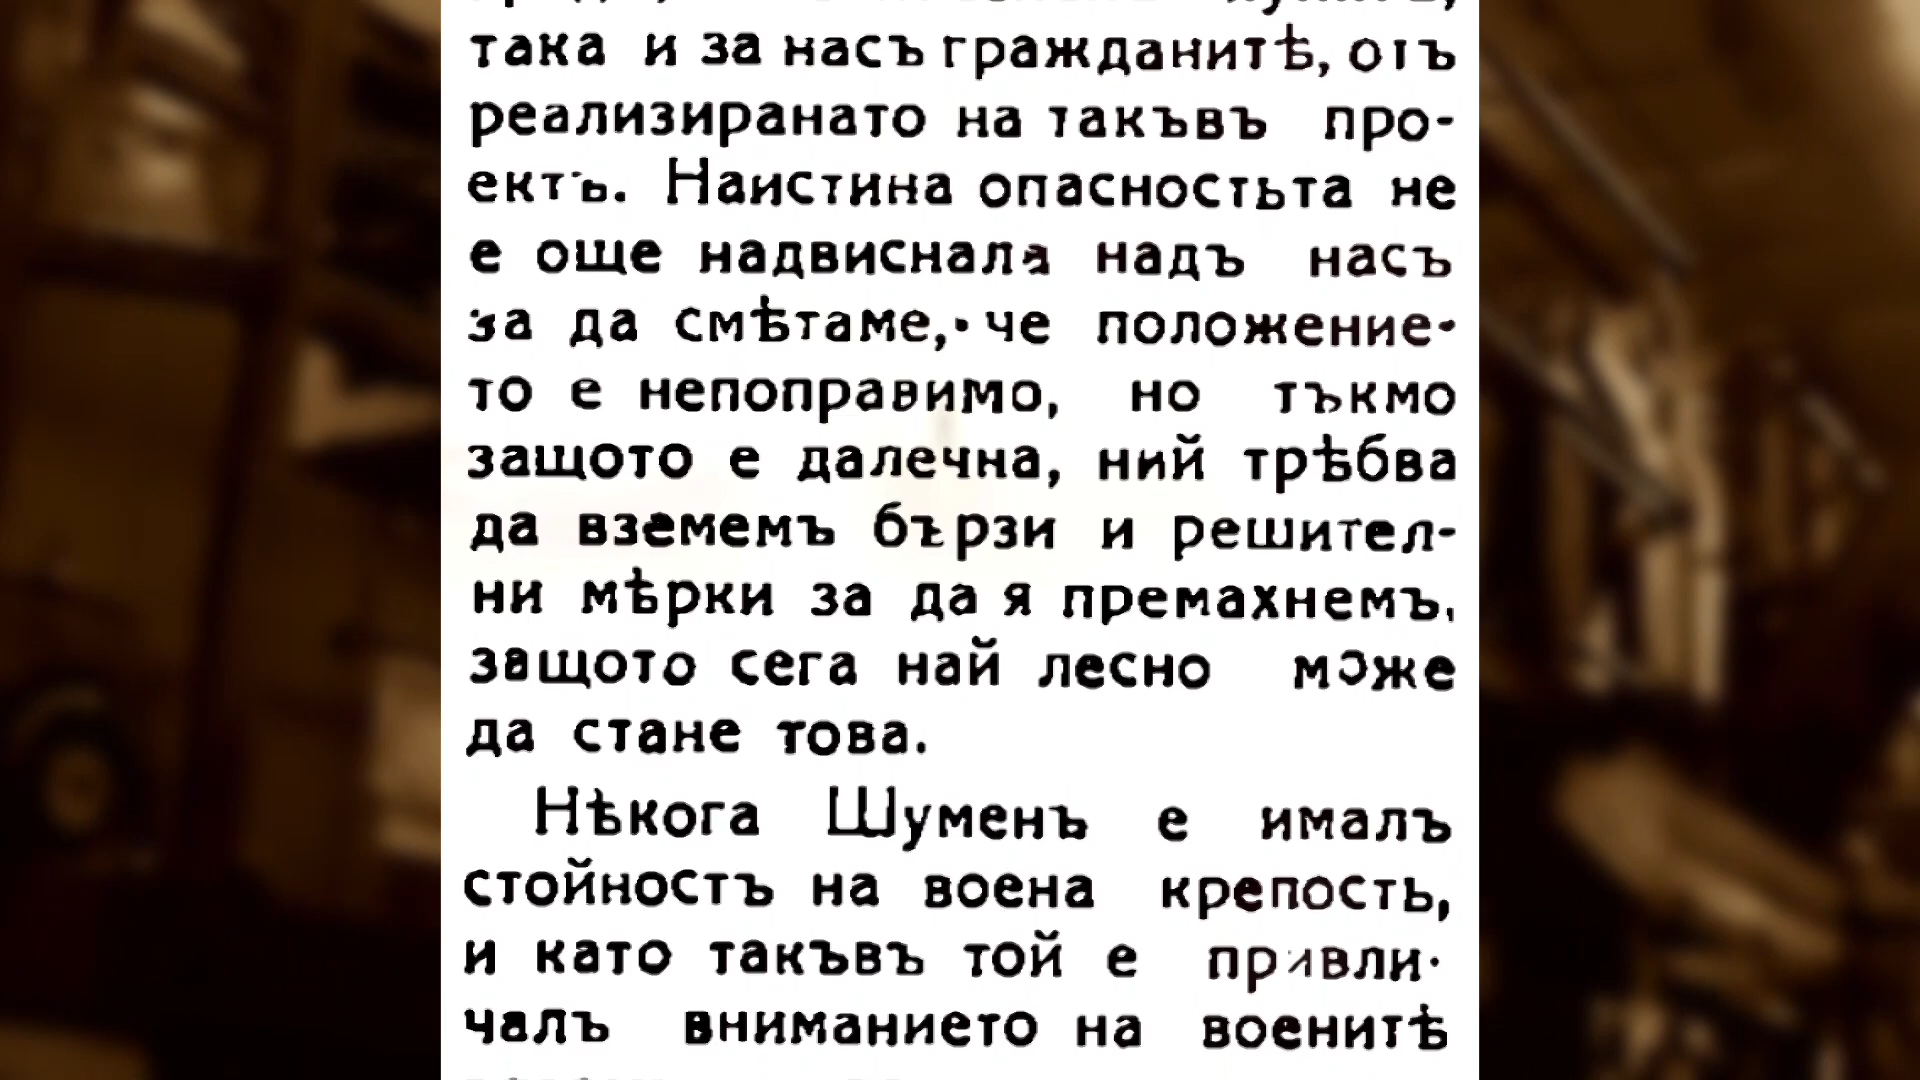 така и за насъ гражданитѣ, отъ
реализиранато на такъвъ про-
ектъ. Наистина опасностьта не
е още надвиснала надъ насъ
за да смѣтаме, че положение-
то е непоправимо, но тъкмо
защото е далечна, ний трѣбва
да вземемъ бързи и решител-
ни мѣрки за да я премахнемъ,
защото сега най лесно може
да стане това.
Нѣкога Шуменъ е ималъ
стойность на воена крепость,
и като такъвъ той е привли-
чалъ вниманието на военитѣ